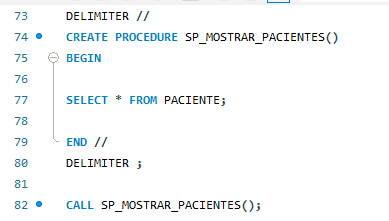 73 DELIMITER //
74 CREATE PROCEDURE SP_MOSTRAR_PACIENTES()
75 BEGIN
76
77 SELECT * FROM PACIENTE;
78
79 END //
80 DELIMITER ;
81
82 CALL SP_MOSTRAR_PACIENTES();